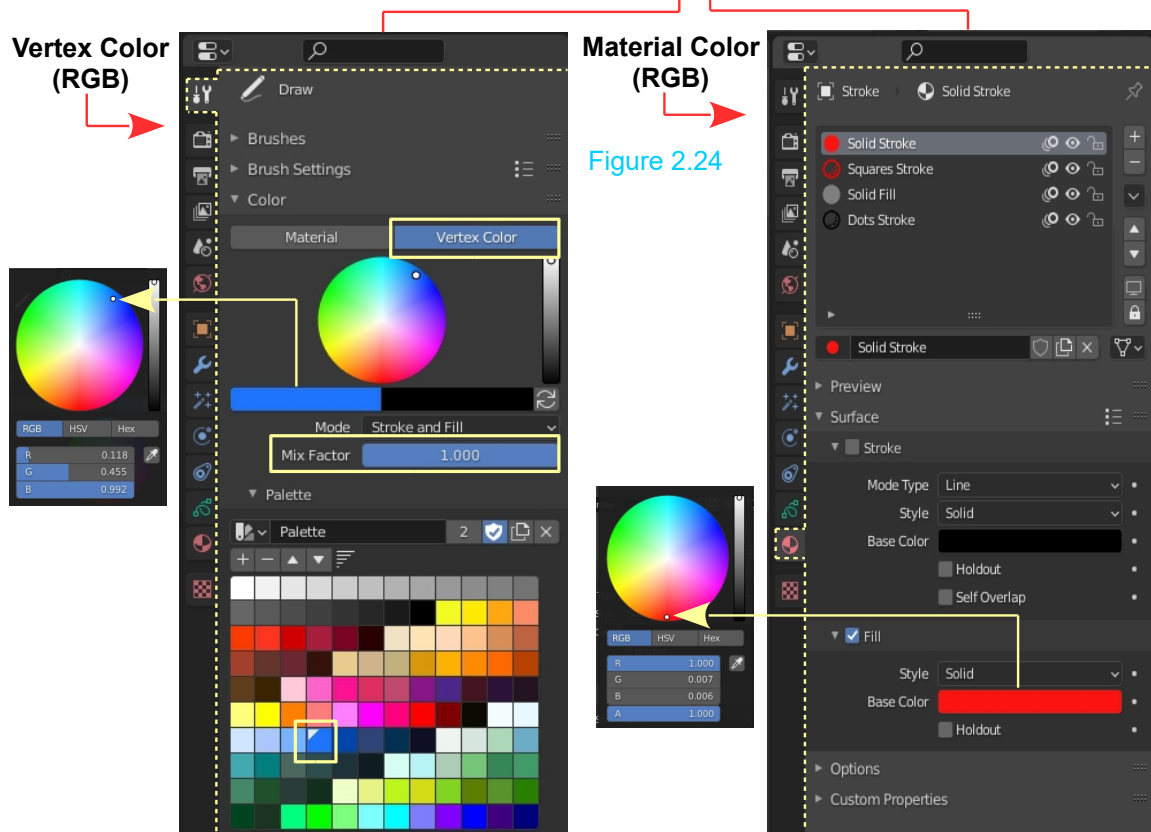 Vertex Color
(RGB)
Draw
Brushes
Brush Settings
Color
Material
Vertex Color
RGB
HSV
Hex
R 0.118
G 0.455
B 0.992
Mode Stroke and Fill
Mix Factor 1.000
Palette
Palette 2
Material Color
(RGB)
Figure 2.24
Stroke
Solid Stroke
Solid Stroke
Squares Stroke
Solid Fill
Dots Stroke
Solid Stroke
Preview
Surface
Stroke
Mode Type Line
Style Solid
Base Color
Holdout
Self Overlap
Fill
Style Solid
Base Color
Holdout
Options
Custom Properties
RGB
HSV
Hex
R 1.000
G 0.007
B 0.006
A 1.000